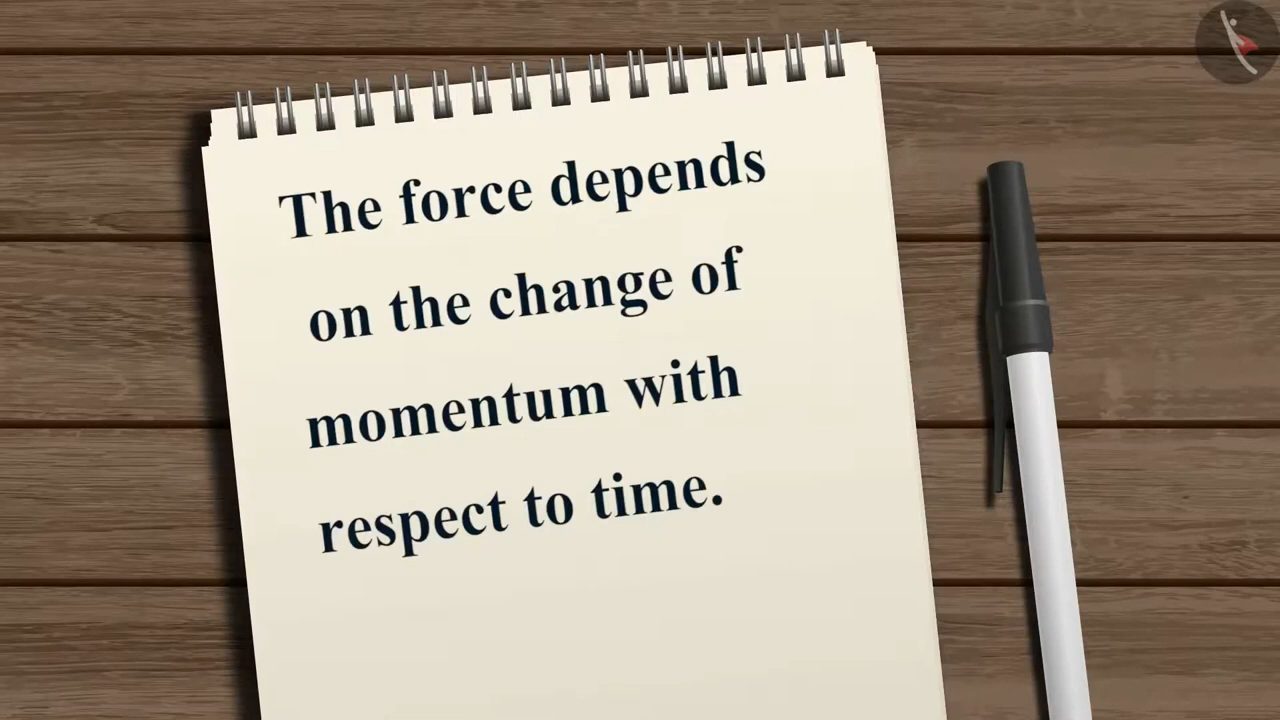 The force depends
on the change of
momentum with
respect to time.